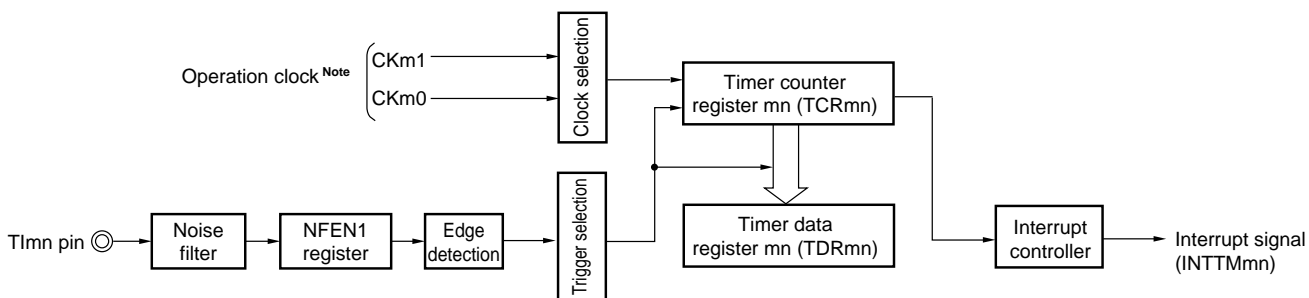 Operation clock Note
CKm1
CKm0
Clock selection
Timer counter
register mn (TCRmn)
TImn pin
Noise
filter
NFEN1
register
Edge
detection
Trigger selection
Timer data
register mn (TDRmn)
Interrupt
controller
Interrupt signal
(INTTMmn)